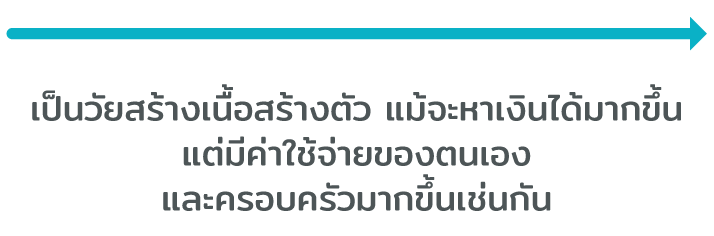 เป็นวัยสร้างเนื้อสร้างตัว แม้จะหาเงินได้มากขึ้น
แต่มีค่าใช้จ่ายของตนเอง
และครอบครัวมากขึ้นเช่นกัน